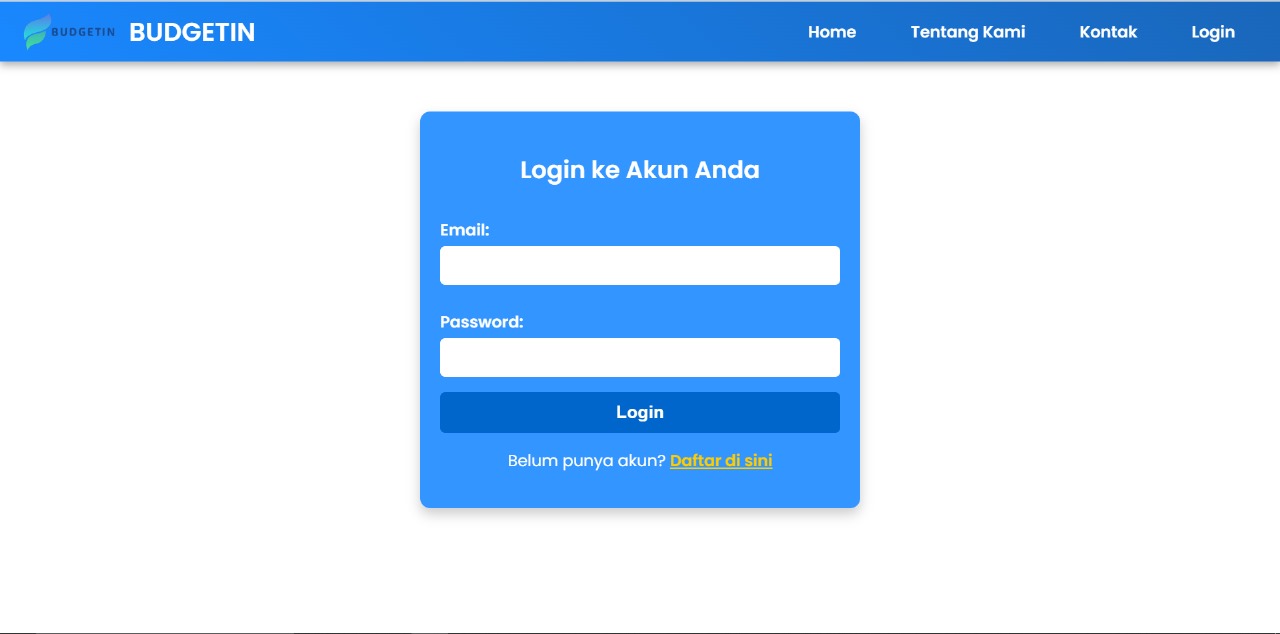 BUDGETIN BUDGETIN Home Tentang Kami Kontak Login
Login ke Akun Anda
Email:
Password:
Login
Belum punya akun? Daftar di sini